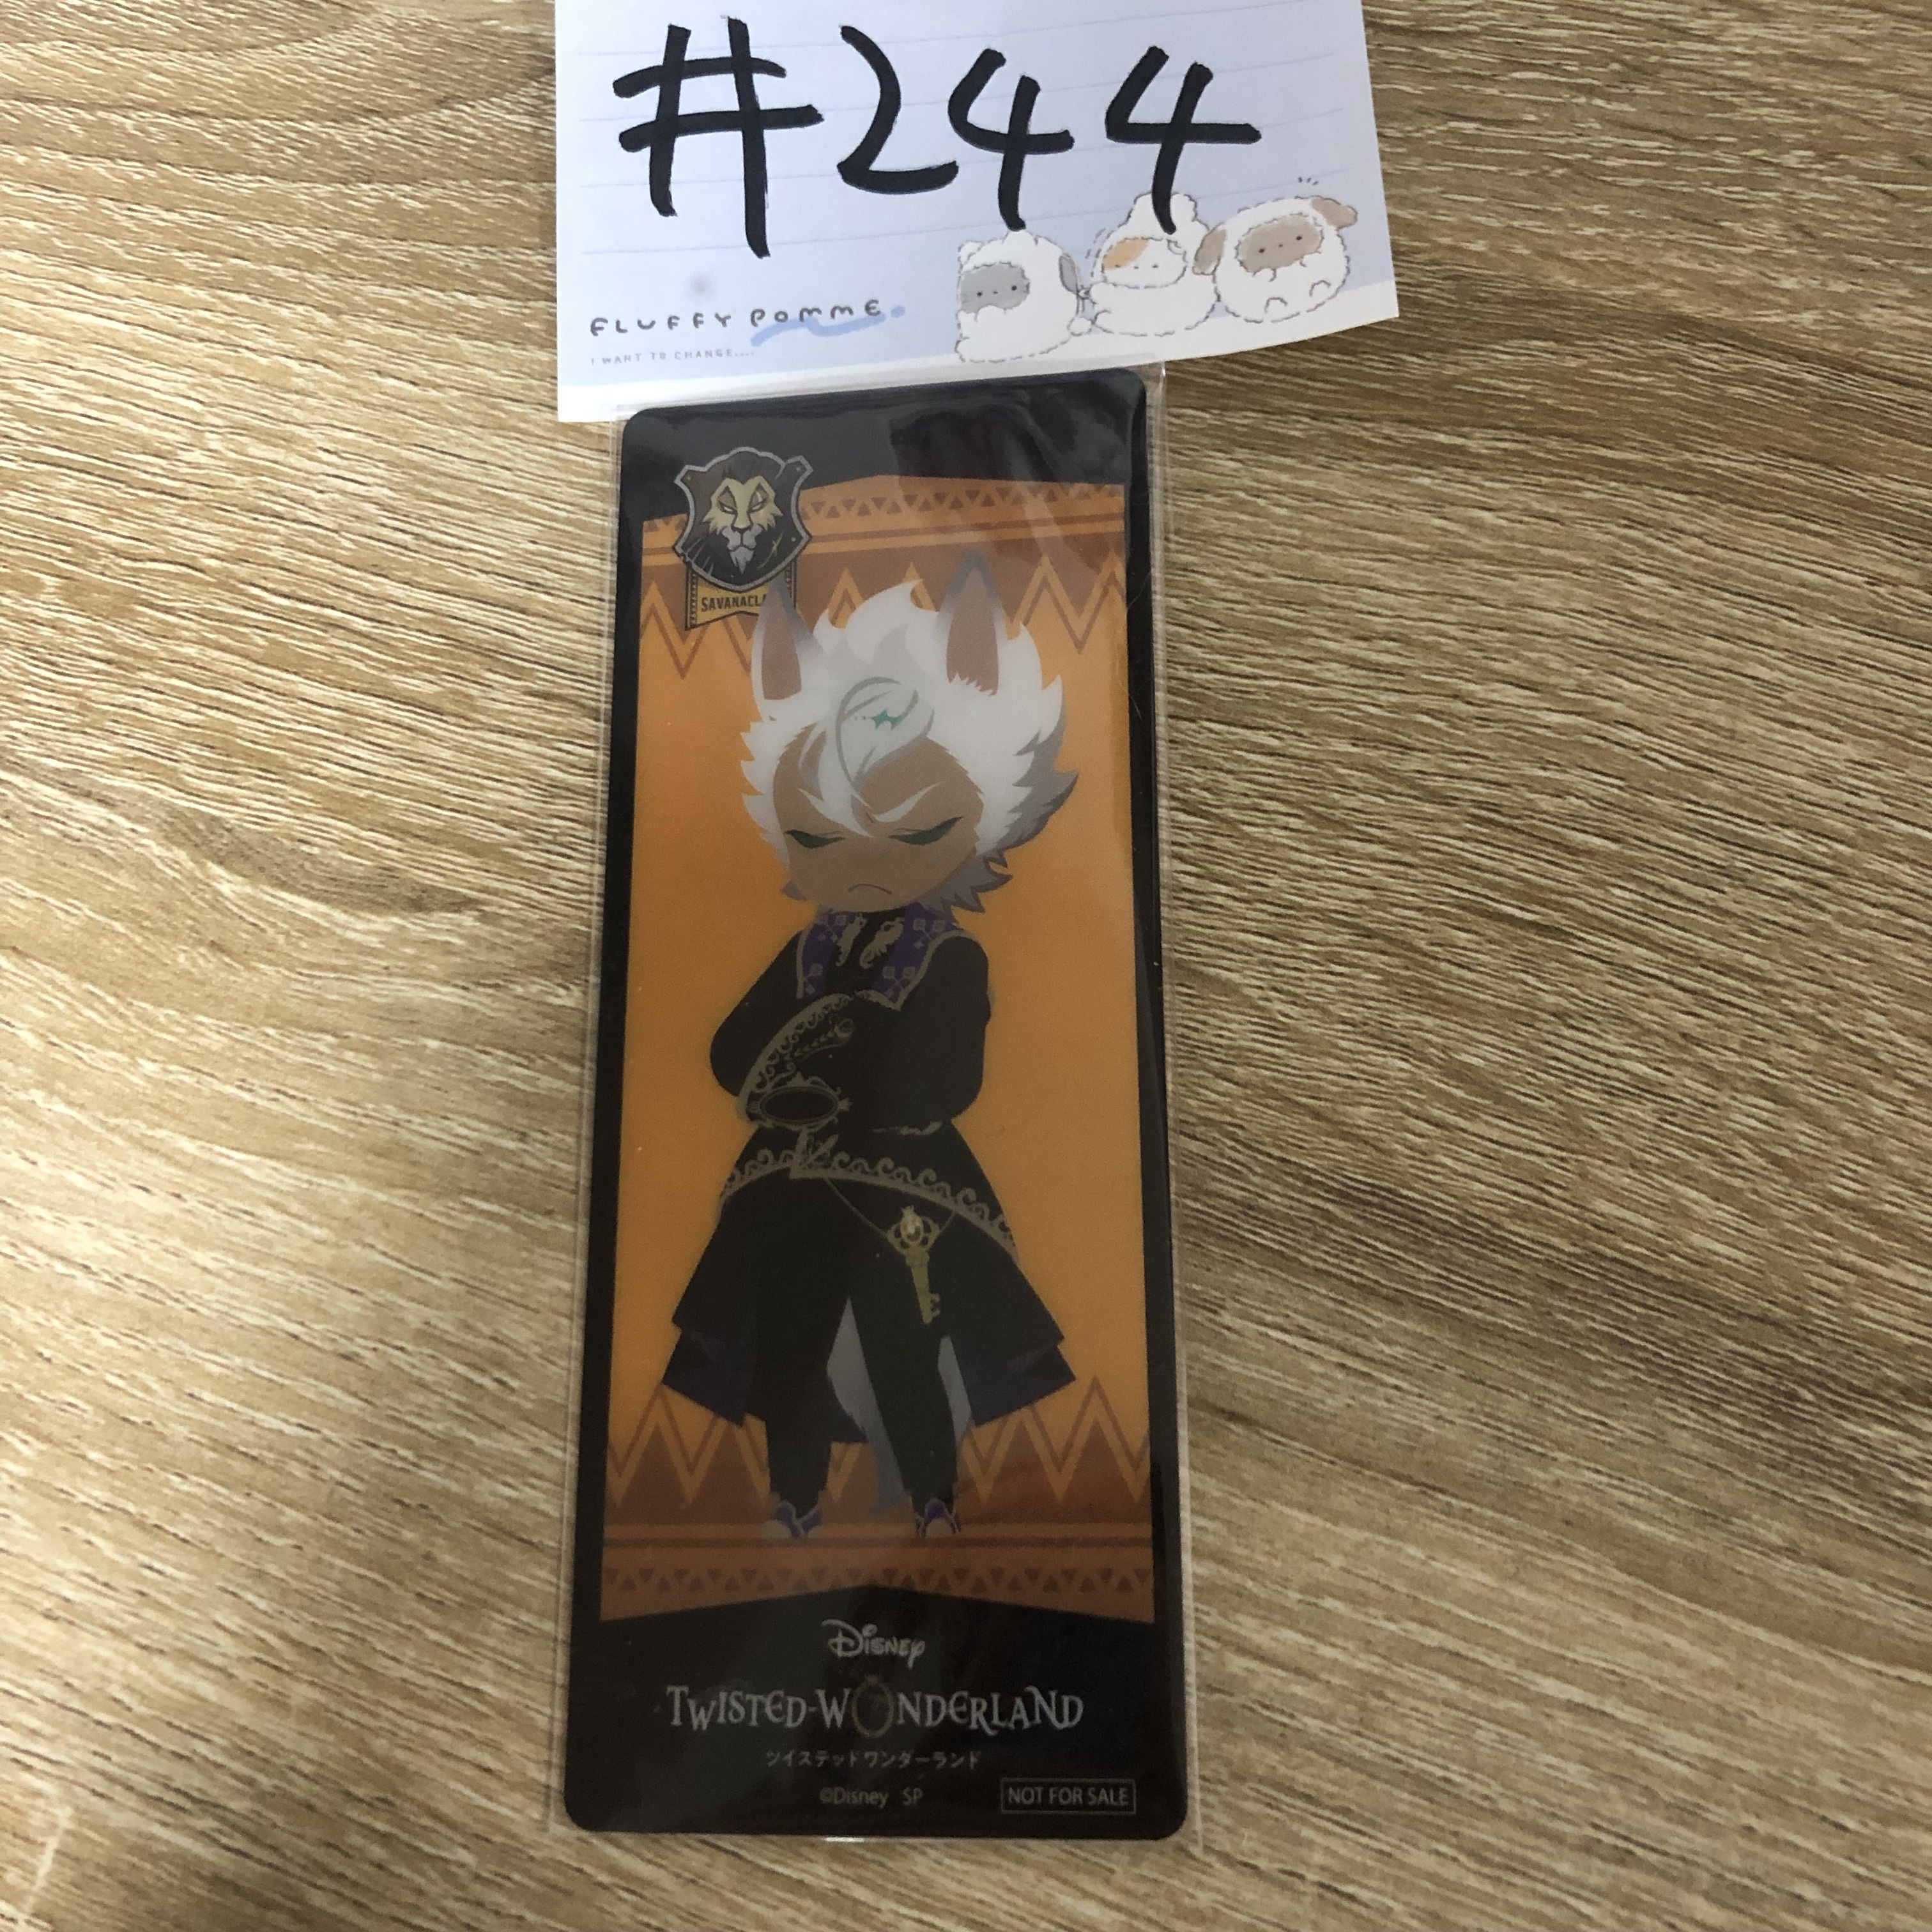 #244
FLUFFY POMME
I WANT TO CHANGE....
SAVANACLA
Disney
TWISTED-WONDERLAND
ツイステッドワンダーランド
©Disney SP
NOT FOR SALE